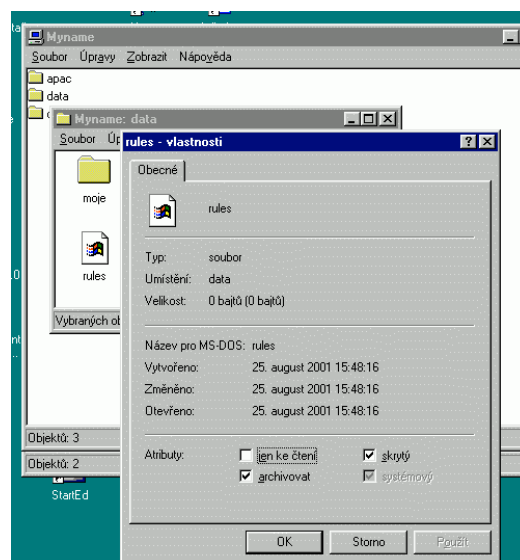 Myname
Soubor Úpravy Zobrazit Nápověda
apac
data
Myname: data
Soubor
rules - vlastnosti
Obecné
moje
rules
rules
Typ: soubor
Umístění: data
Velikost: 0 bajtů (0 bajtů)
Vybraných
Název pro MS-DOS: rules
Vytvořeno: 25. august 2001 15:48:16
Změněno: 25. august 2001 15:48:16
Otevřeno: 25. august 2001 15:48:16
Objektů: 3
Atributy: jen ke čtení skrytý
archivovat systémový
Objektů: 2
StartEd
OK Storno Použít